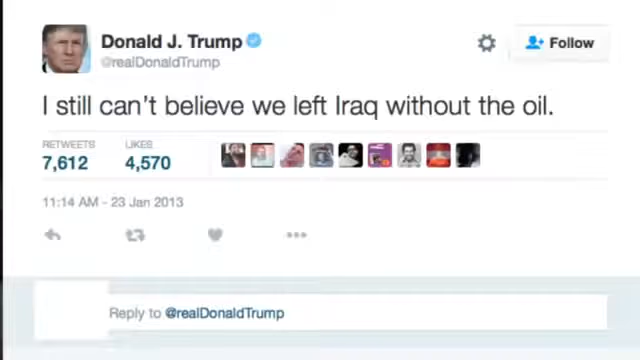 Donald J. Trump
Follow
@realDonaldTrump
I still can't believe we left Iraq without the oil.
RETWEETS LIKES
7,612 4,570
11:14 AM - 23 Jan 2013
Reply to @realDonaldTrump